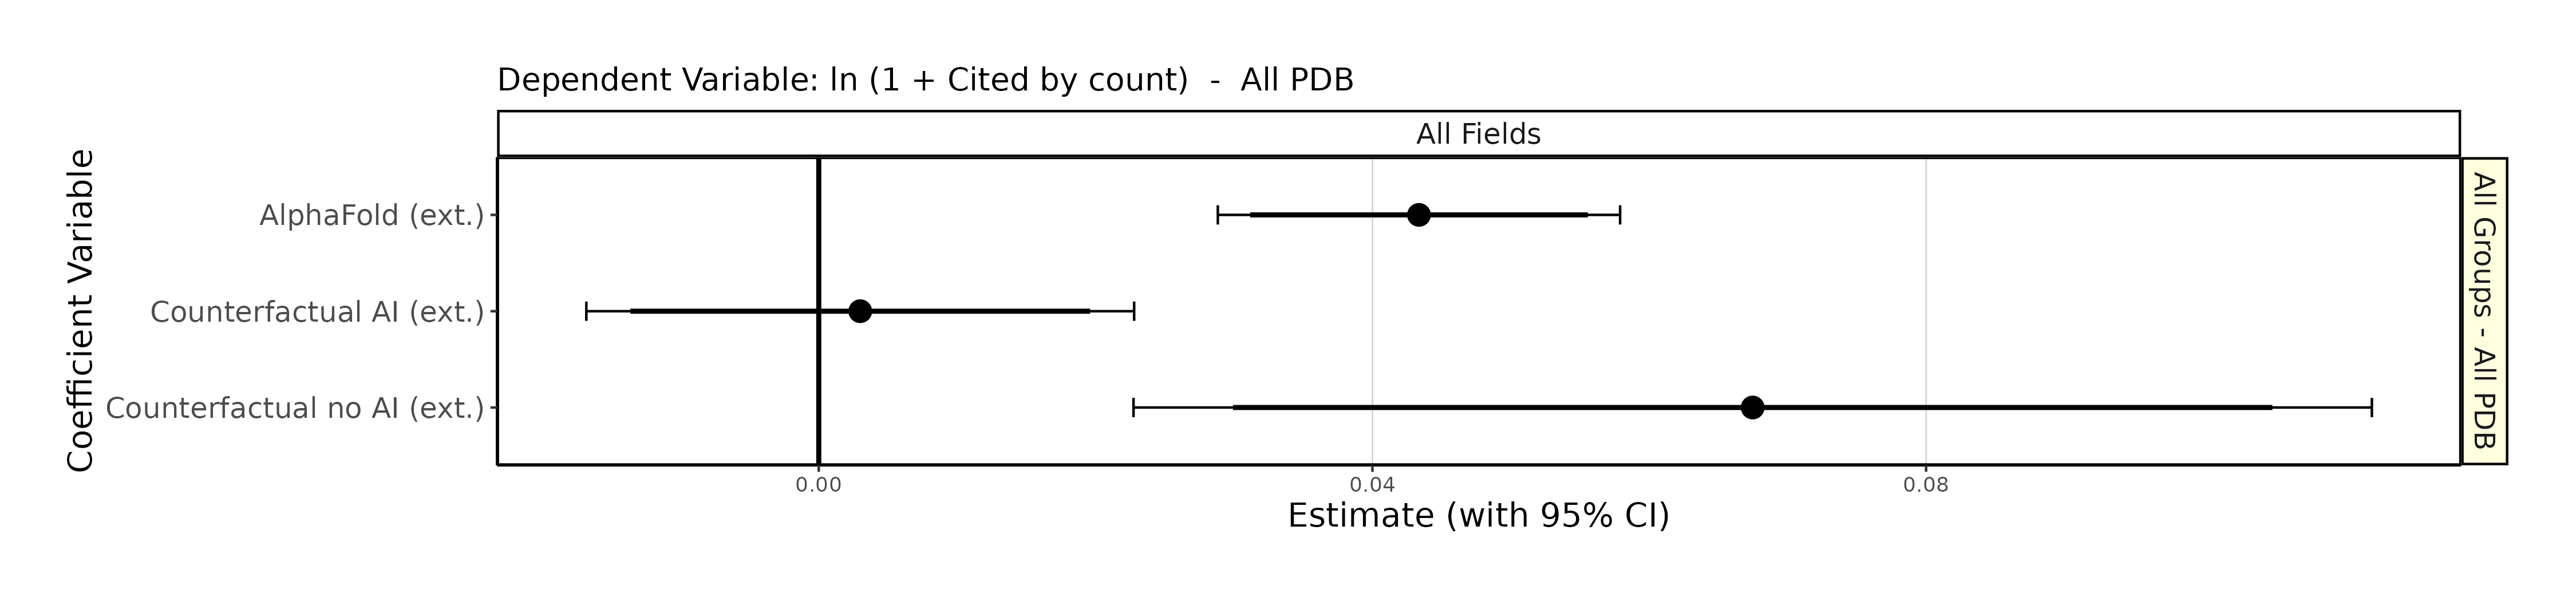 Dependent Variable: ln (1 + Cited by count)  -  All PDB
All Fields
Coefficient Variable
AlphaFold (ext.)
Counterfactual AI (ext.)
Counterfactual no AI (ext.)
All Groups - All PDB
0.00
0.04
0.08
Estimate (with 95% CI)